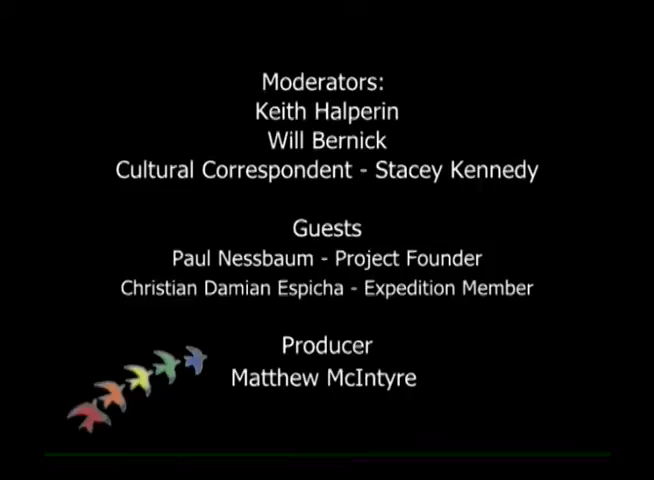 Moderators:
Keith Halperin
Will Bernick
Cultural Correspondent - Stacey Kennedy
Guests
Paul Nessbaum - Project Founder
Christian Damian Espicha - Expedition Member
Producer
Matthew McIntyre